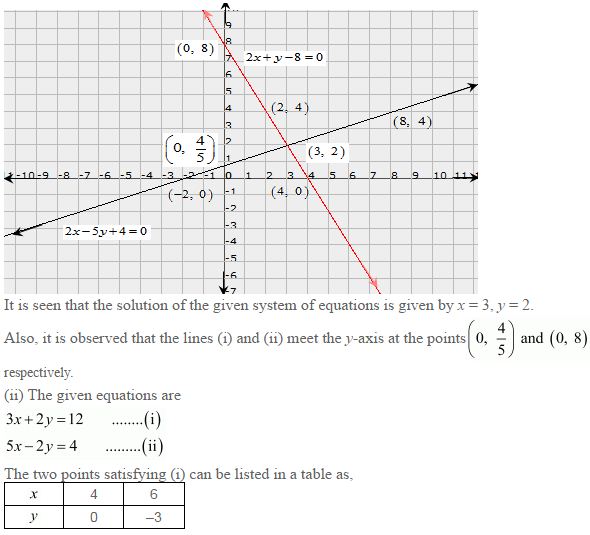 9
(0, 8)
8
7
2x+y−8=0
6
5
4
(2, 4)
(8, 4)
3
(0, 4/5)
2
(3, 2)
1
-10 -9 -8 -7 -6 -5 -4 -3 -2 -1 0 1 2 3 4 5 6 7 8 9 10 11
(−2, 0)
-1
(4, 0)
-2
-3
2x−5y+4=0
-4
-5
-6
-7
It is seen that the solution of the given system of equations is given by x = 3, y = 2.
Also, it is observed that the lines (i) and (ii) meet the y-axis at the points (0, 4/5) and (0, 8)
respectively.
(ii) The given equations are
3x+2y=12 ........(i)
5x−2y=4 .........(ii)
The two points satisfying (i) can be listed in a table as,
x 4 6
y 0 −3